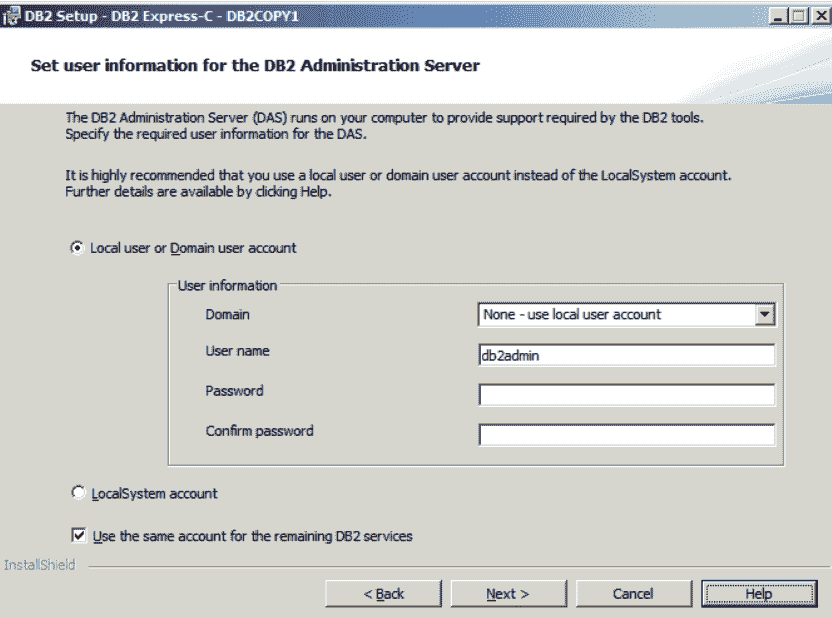 DB2 Setup - DB2 Express-C - DB2COPY1
Set user information for the DB2 Administration Server
The DB2 Administration Server (DAS) runs on your computer to provide support required by the DB2 tools.
Specify the required user information for the DAS.
It is highly recommended that you use a local user or domain user account instead of the LocalSystem account.
Further details are available by clicking Help.
Local user or Domain user account
User information
Domain
None - use local user account
User name
db2admin
Password
Confirm password
LocalSystem account
Use the same account for the remaining DB2 services
InstallShield
< Back
Next >
Cancel
Help